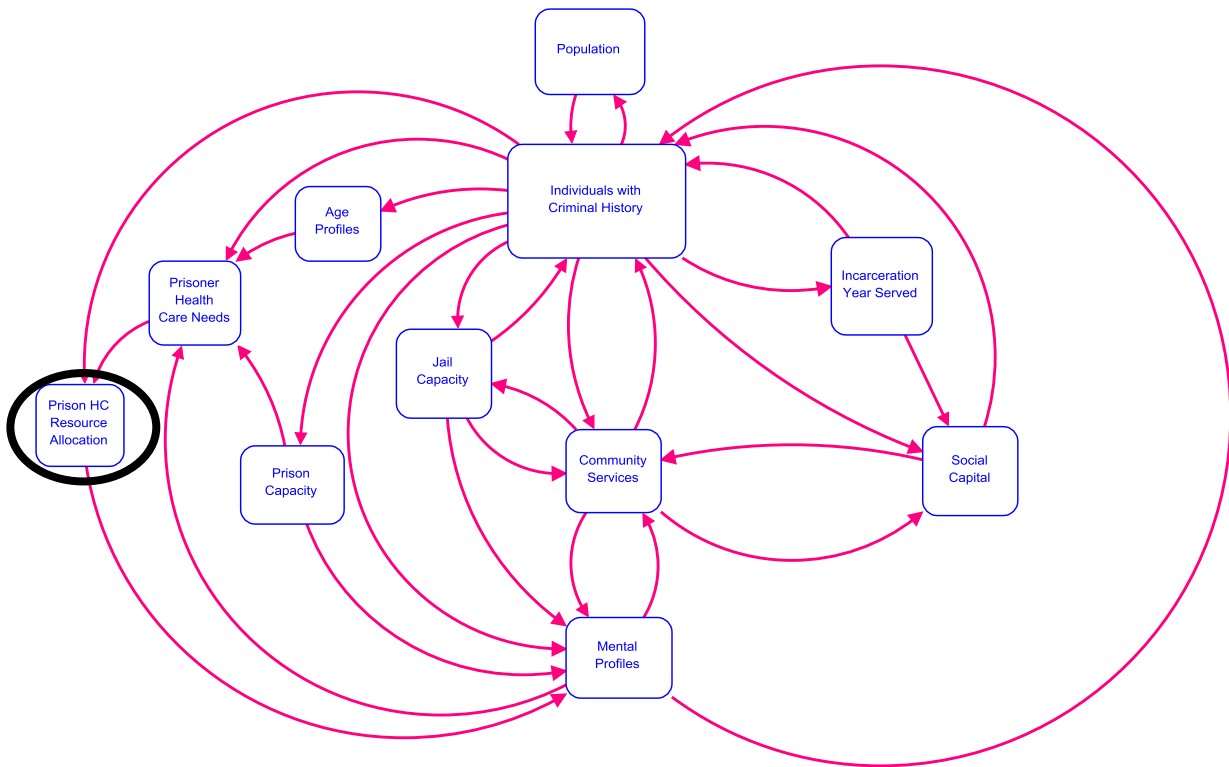 Population
Individuals with
Criminal History
Age
Profiles
Incarceration
Year Served
Prisoner
Health
Care Needs
Jail
Capacity
Prison HC
Resource
Allocation
Prison
Capacity
Community
Services
Social
Capital
Mental
Profiles